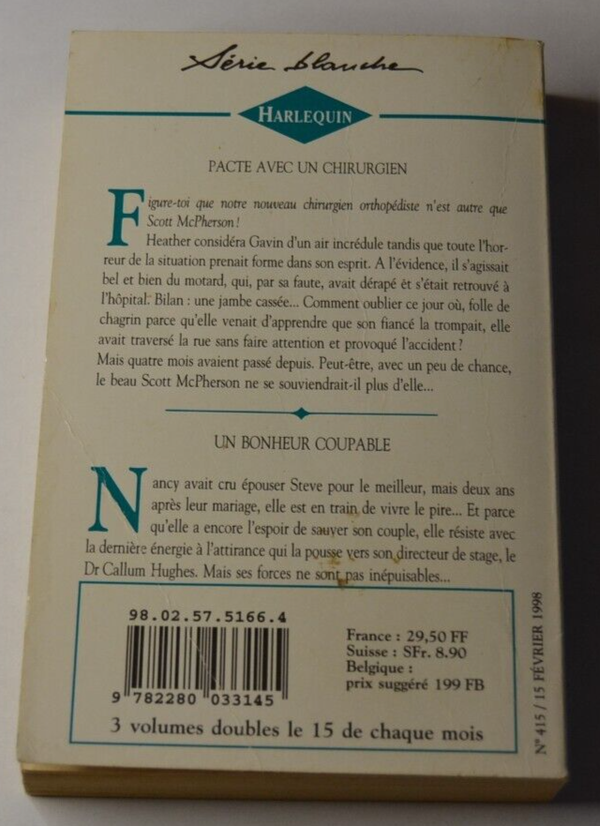 Série blanche
HARLEQUIN
PACTE AVEC UN CHIRURGIEN
Figure-toi que notre nouveau chirurgien orthopédiste n'est autre que
Scott McPherson !
Heather considéra Gavin d'un air incrédule tandis que toute l'hor-
reur de la situation prenait forme dans son esprit. A l'évidence, il s'agissait
bel et bien du motard, qui, par sa faute, avait dérapé et s'était retrouvé à
l'hôpital. Bilan : une jambe cassée... Comment oublier ce jour où, folle de
chagrin parce qu'elle venait d'apprendre que son fiancé la trompait, elle
avait traversé la rue sans faire attention et provoqué l'accident ?
Mais quatre mois avaient passé depuis. Peut-être, avec un peu de chance,
le beau Scott McPherson ne se souviendrait-il plus d'elle...
UN BONHEUR COUPABLE
Nancy avait cru épouser Steve pour le meilleur, mais deux ans
après leur mariage, elle est en train de vivre le pire... Et parce
qu'elle a encore l'espoir de sauver son couple, elle résiste avec
la dernière énergie à l'attirance qui la pousse vers son directeur de stage, le
Dr Callum Hughes. Mais ses forces ne sont pas inépuisables...
98.02.57.5166.4
9 782280 033145
France : 29,50 FF
Suisse : SFr. 8.90
Belgique :
prix suggéré 199 FB
3 volumes doubles le 15 de chaque mois
N° 415 / 15 FÉVRIER 1998